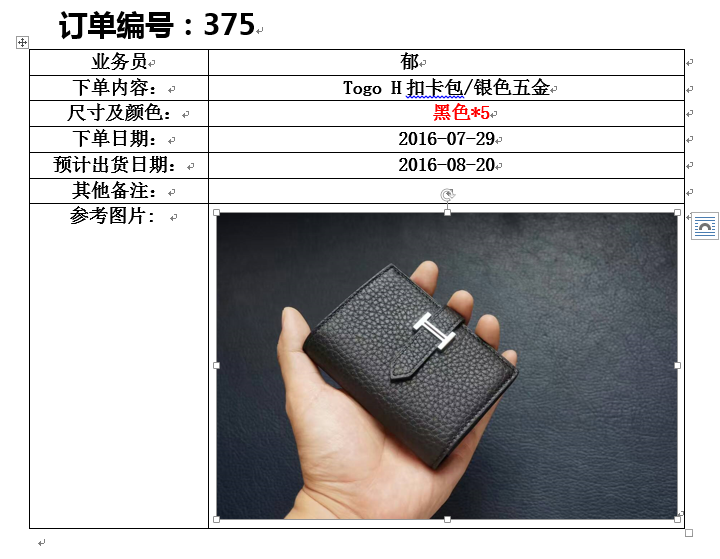 订单编号：375
业务员 郁
下单内容： Togo H扣卡包/银色五金
尺寸及颜色： 黑色*5
下单日期： 2016-07-29
预计出货日期： 2016-08-20
其他备注：
参考图片：